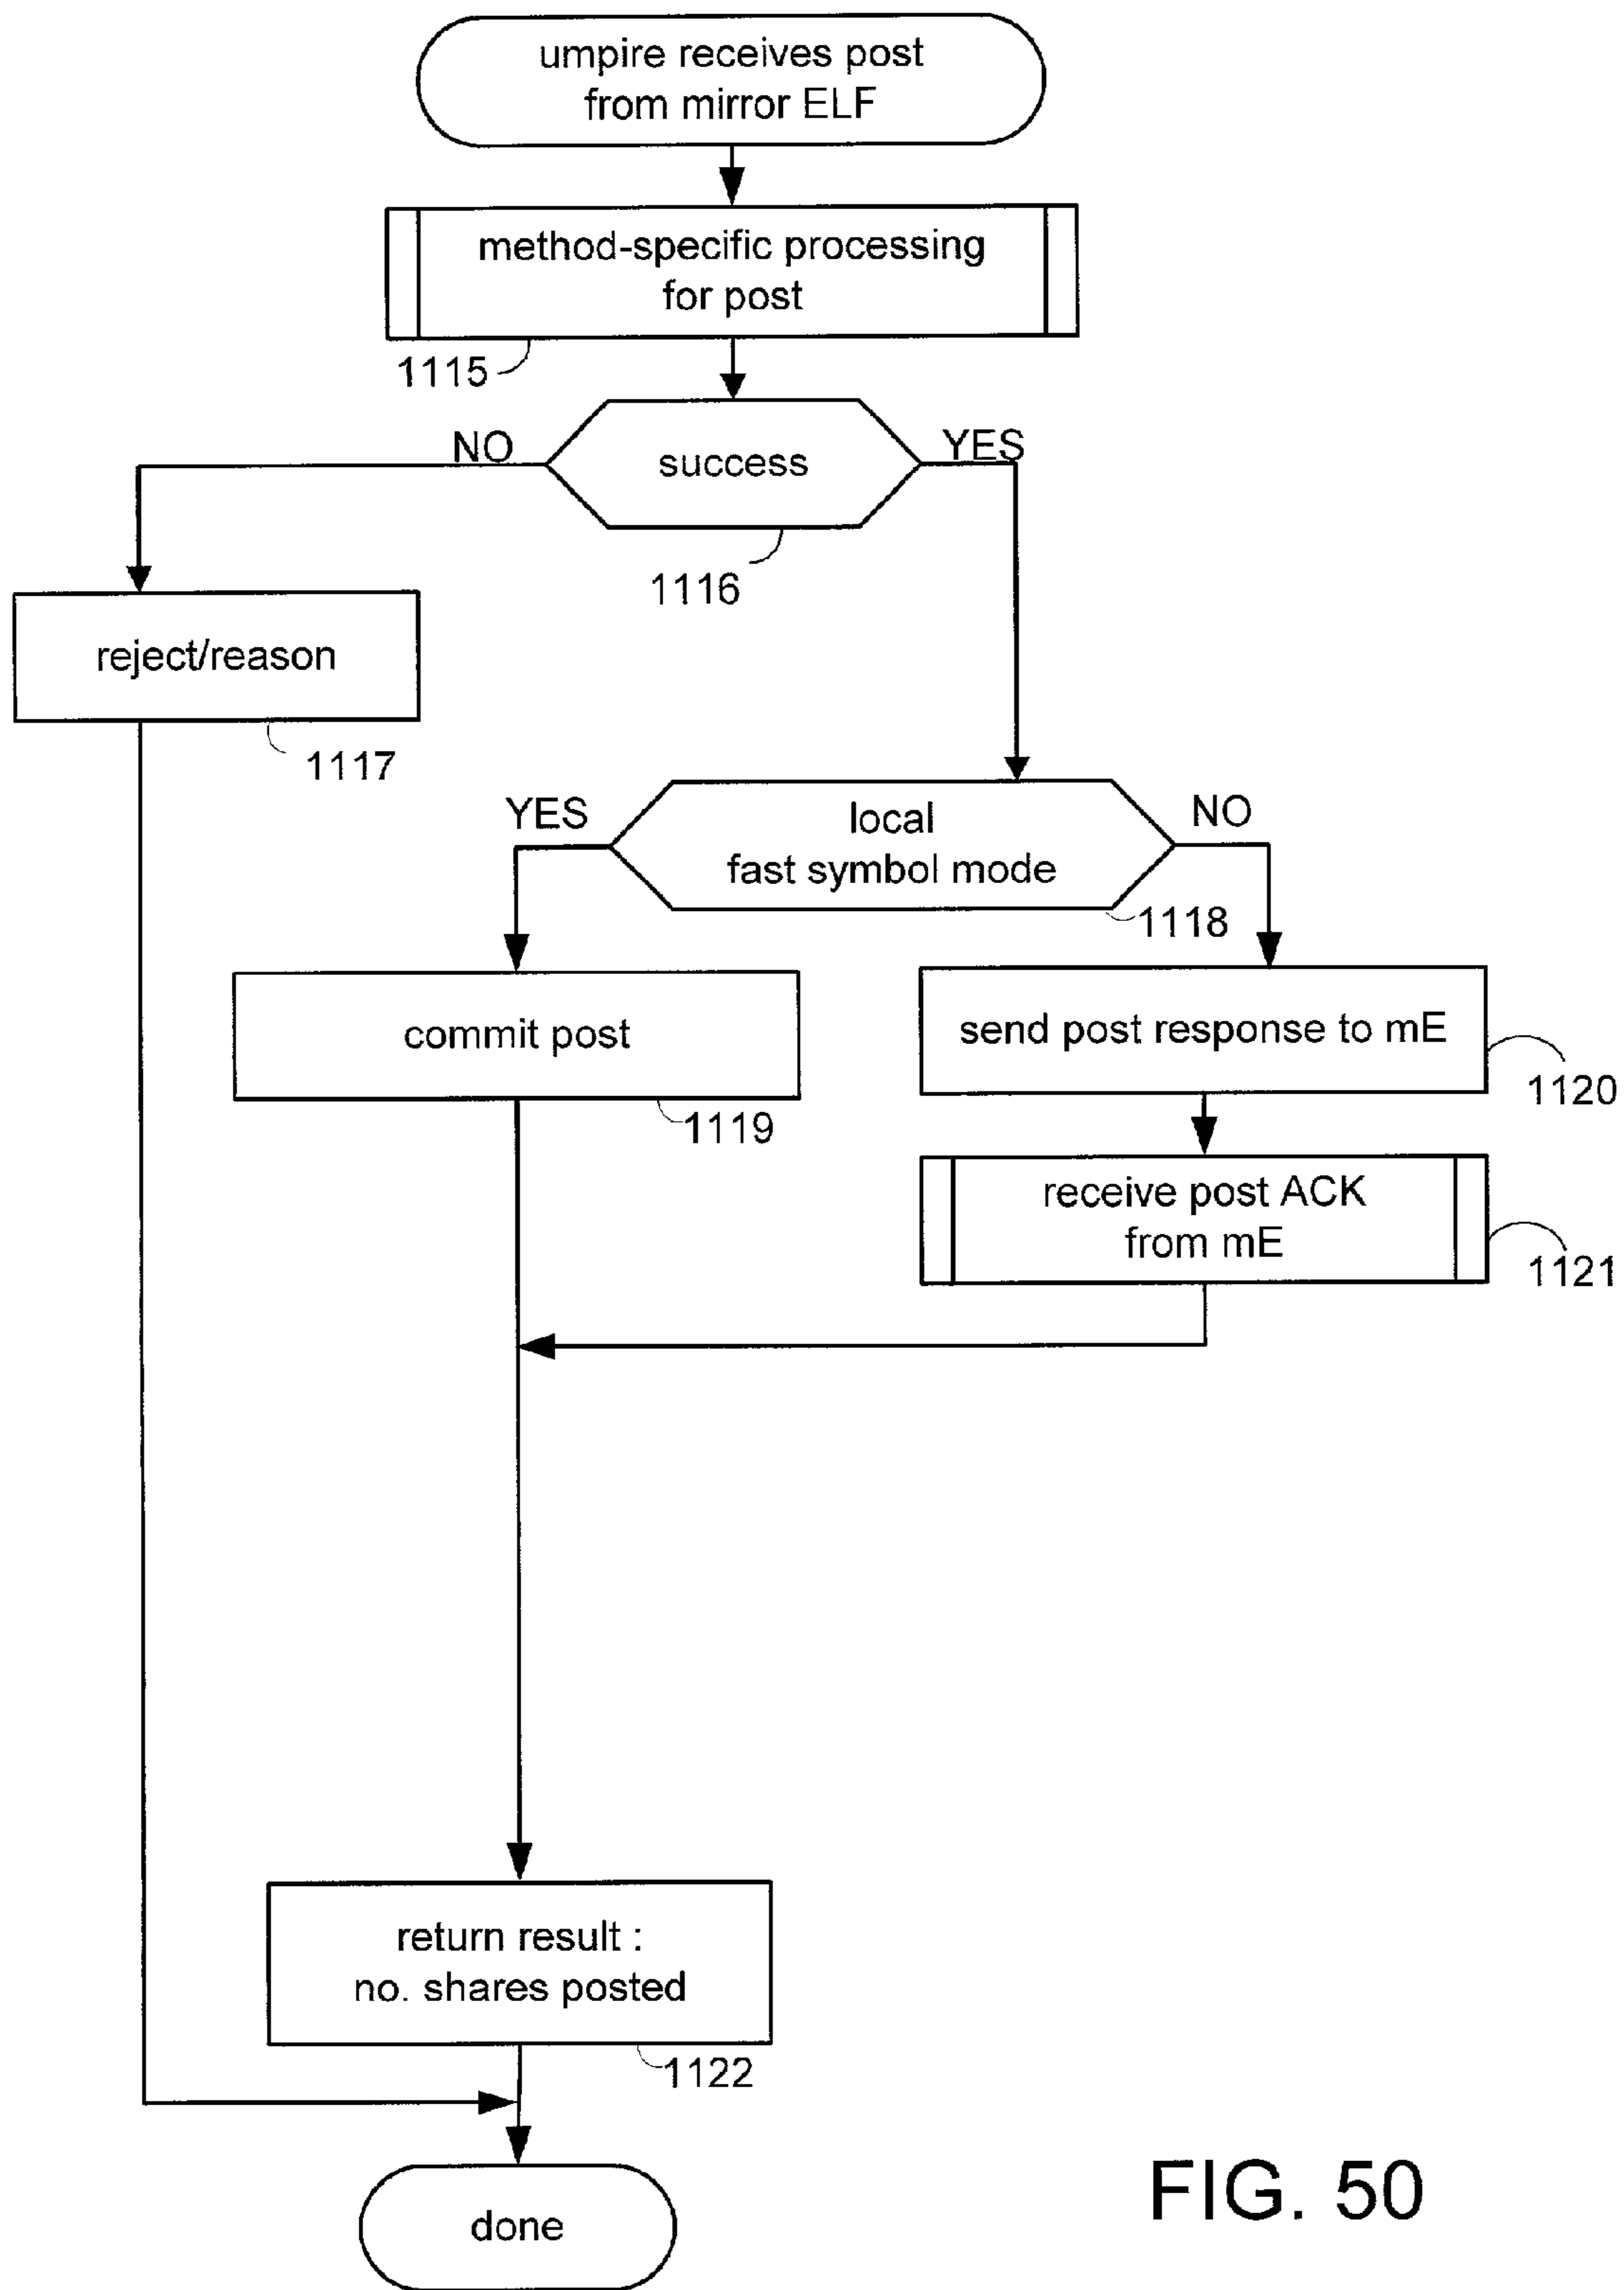 umpire receives post
from mirror ELF
method-specific processing
for post
1115
NO
YES
success
1116
reject/reason
1117
YES
NO
local
fast symbol mode
1118
commit post
1119
send post response to mE
1120
receive post ACK
from mE
1121
return result :
no. shares posted
1122
done
FIG. 50